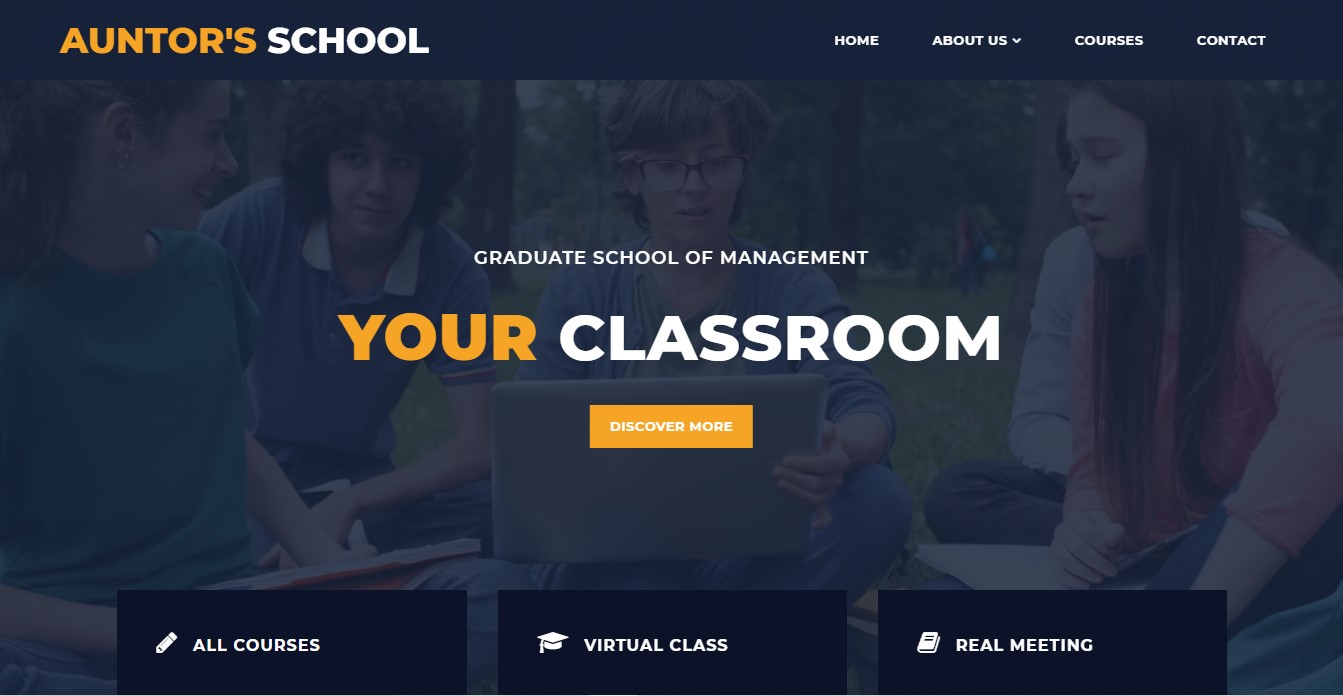 AUNTOR'S SCHOOL
HOME ABOUT US COURSES CONTACT
GRADUATE SCHOOL OF MANAGEMENT
YOUR CLASSROOM
DISCOVER MORE
ALL COURSES
VIRTUAL CLASS
REAL MEETING